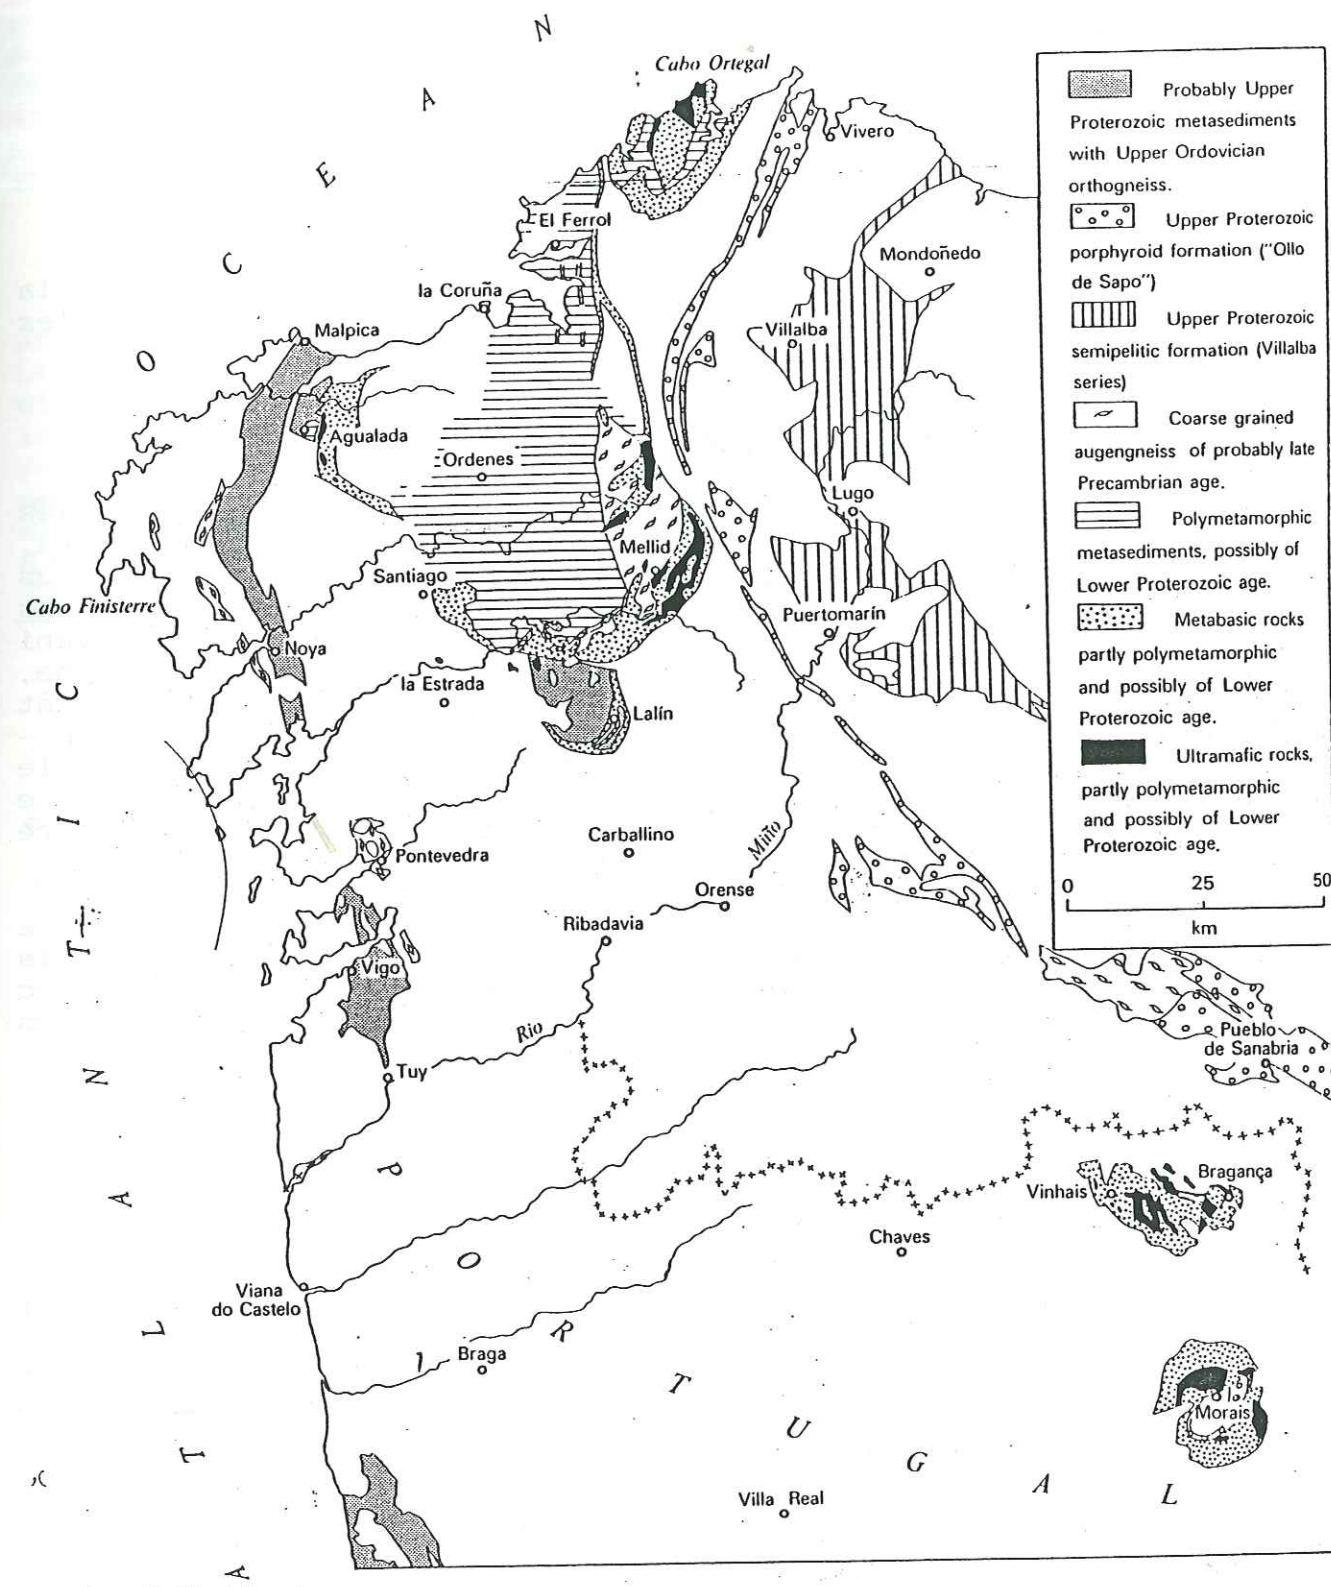 A T L A N T I C
O C E A N
Cabo Ortegal
Vivero
El Ferrol
Mondoñedo
la Coruña
Malpica
Villalba
Agualada
Ordenes
Lugo
Mellid
Santiago
Cabo Finisterre
Puertomarín
Noya
la Estrada
Lalín
Carballino
Miño
Pontevedra
Orense
Ribadavia
Vigo
Rio
Pueblo
de Sanabria
Tuy
Bragança
Vinhais
Chaves
Viana
do Castelo
Braga
Morais
Villa Real
P O R T U G A L
Probably Upper
Proterozoic metasediments
with Upper Ordovician
orthogneiss.
Upper Proterozoic
porphyroid formation ("Ollo
de Sapo")
Upper Proterozoic
semipelitic formation (Villalba
series)
Coarse grained
augengneiss of probably late
Precambrian age.
Polymetamorphic
metasediments, possibly of
Lower Proterozoic age.
Metabasic rocks
partly polymetamorphic
and possibly of Lower
Proterozoic age.
Ultramafic rocks,
partly polymetamorphic
and possibly of Lower
Proterozoic age.
0 25 50
km